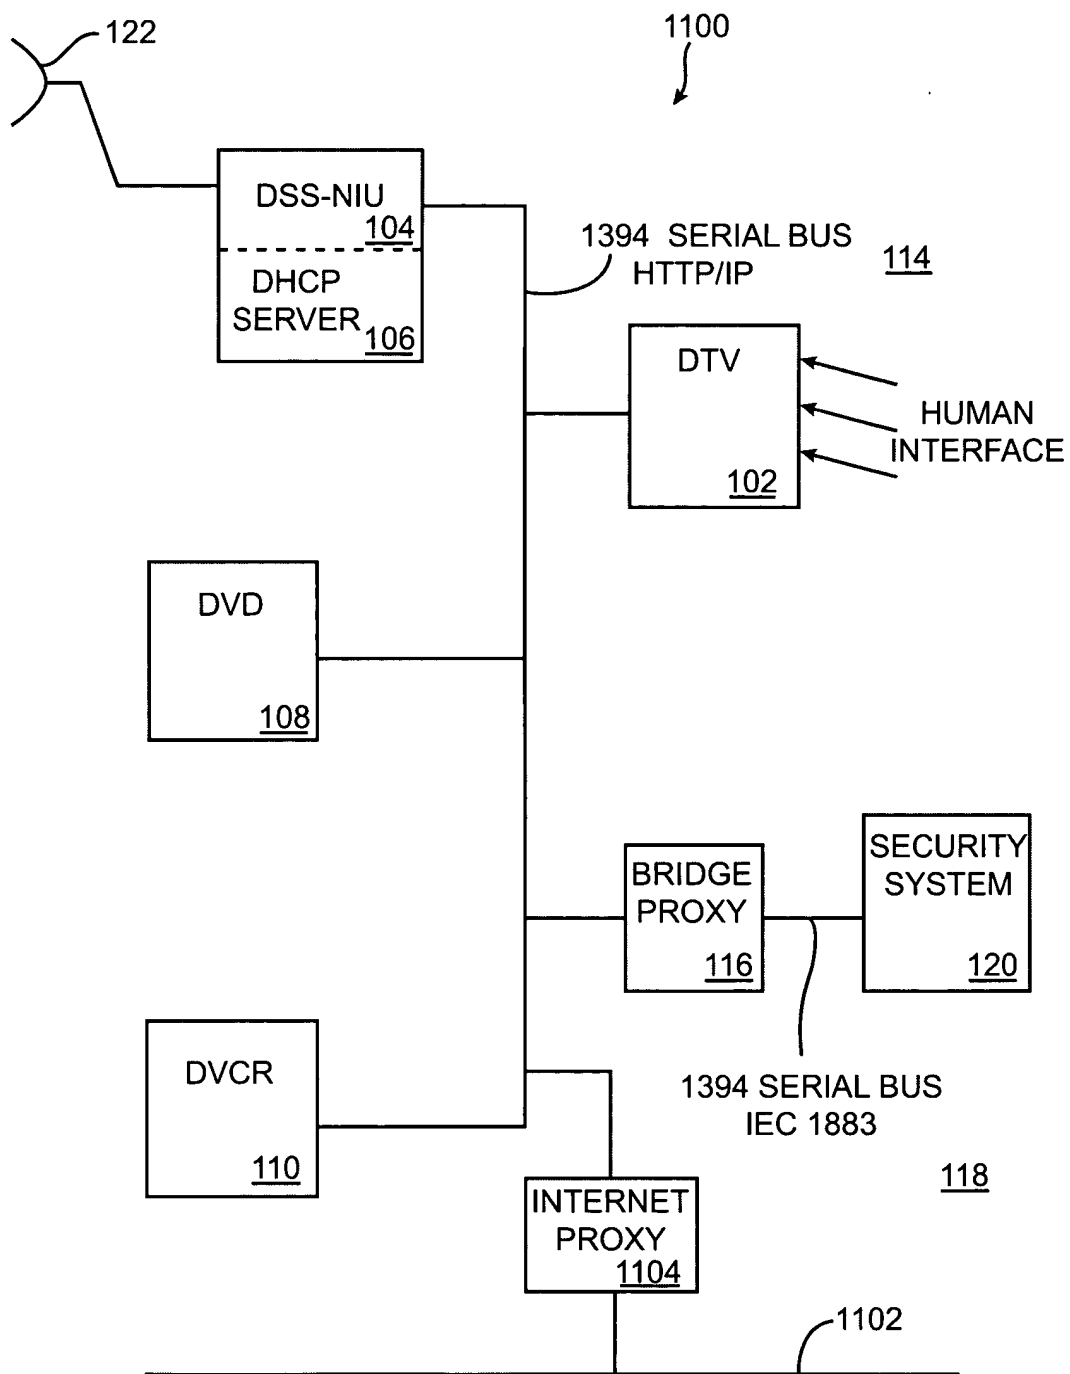 122
1100
DSS-NIU
104
DHCP
SERVER
106
1394 SERIAL BUS
HTTP/IP
114
DTV
102
HUMAN
INTERFACE
DVD
108
BRIDGE
PROXY
116
SECURITY
SYSTEM
120
1394 SERIAL BUS
IEC 1883
118
DVCR
110
INTERNET
PROXY
1104
1102